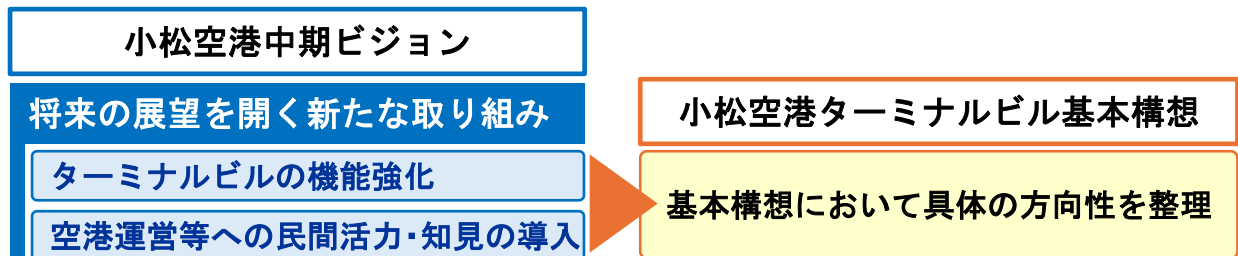 小松空港中期ビジョン
将来の展望を開く新たな取り組み
ターミナルビルの機能強化
空港運営等への民間活力・知見の導入
小松空港ターミナルビル基本構想
基本構想において具体の方向性を整理